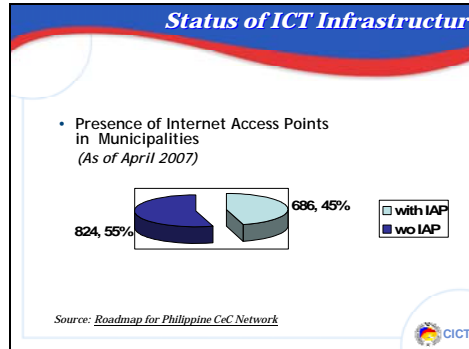 Status of ICT Infrastructur
• Presence of Internet Access Points
in Municipalities
(As of April 2007)
686, 45%
824, 55%
with IAP
wo IAP
Source: Roadmap for Philippine CeC Network
CICT